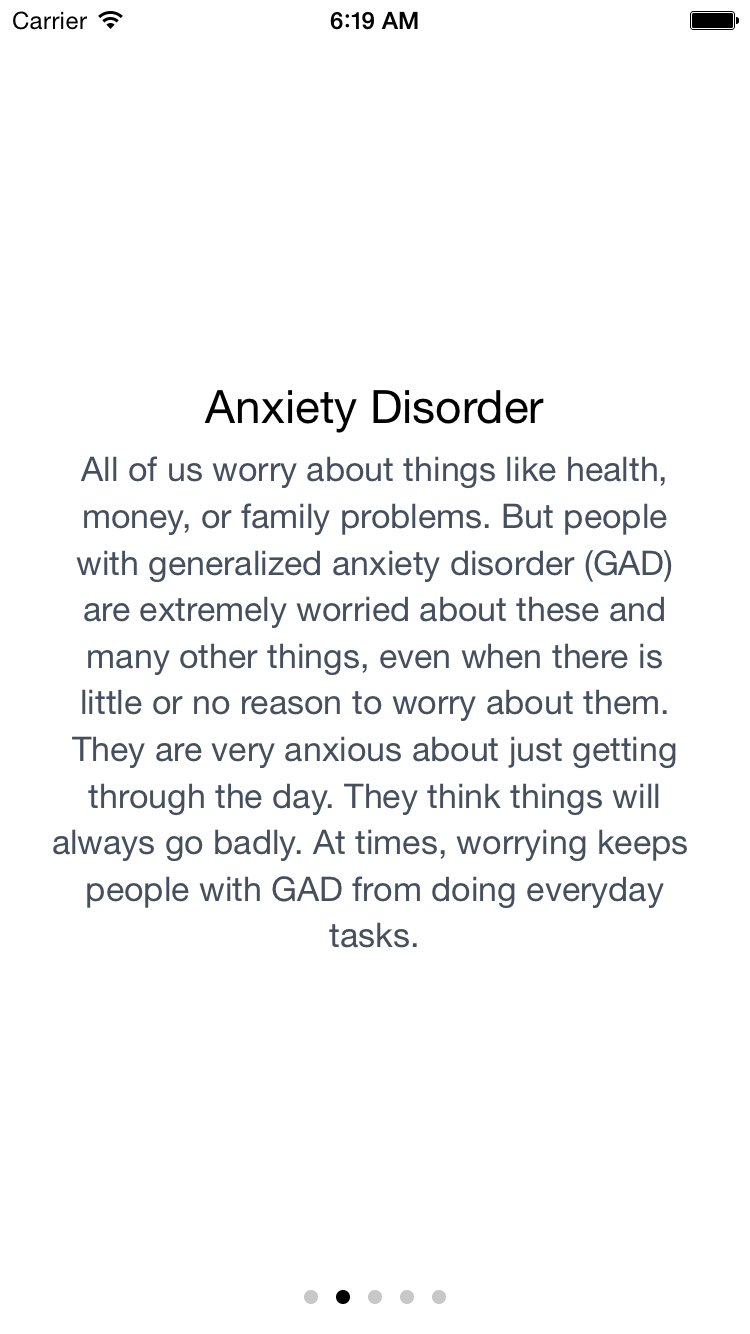 Carrier
6:19 AM
Anxiety Disorder
All of us worry about things like health,
money, or family problems. But people
with generalized anxiety disorder (GAD)
are extremely worried about these and
many other things, even when there is
little or no reason to worry about them.
They are very anxious about just getting
through the day. They think things will
always go badly. At times, worrying keeps
people with GAD from doing everyday
tasks.